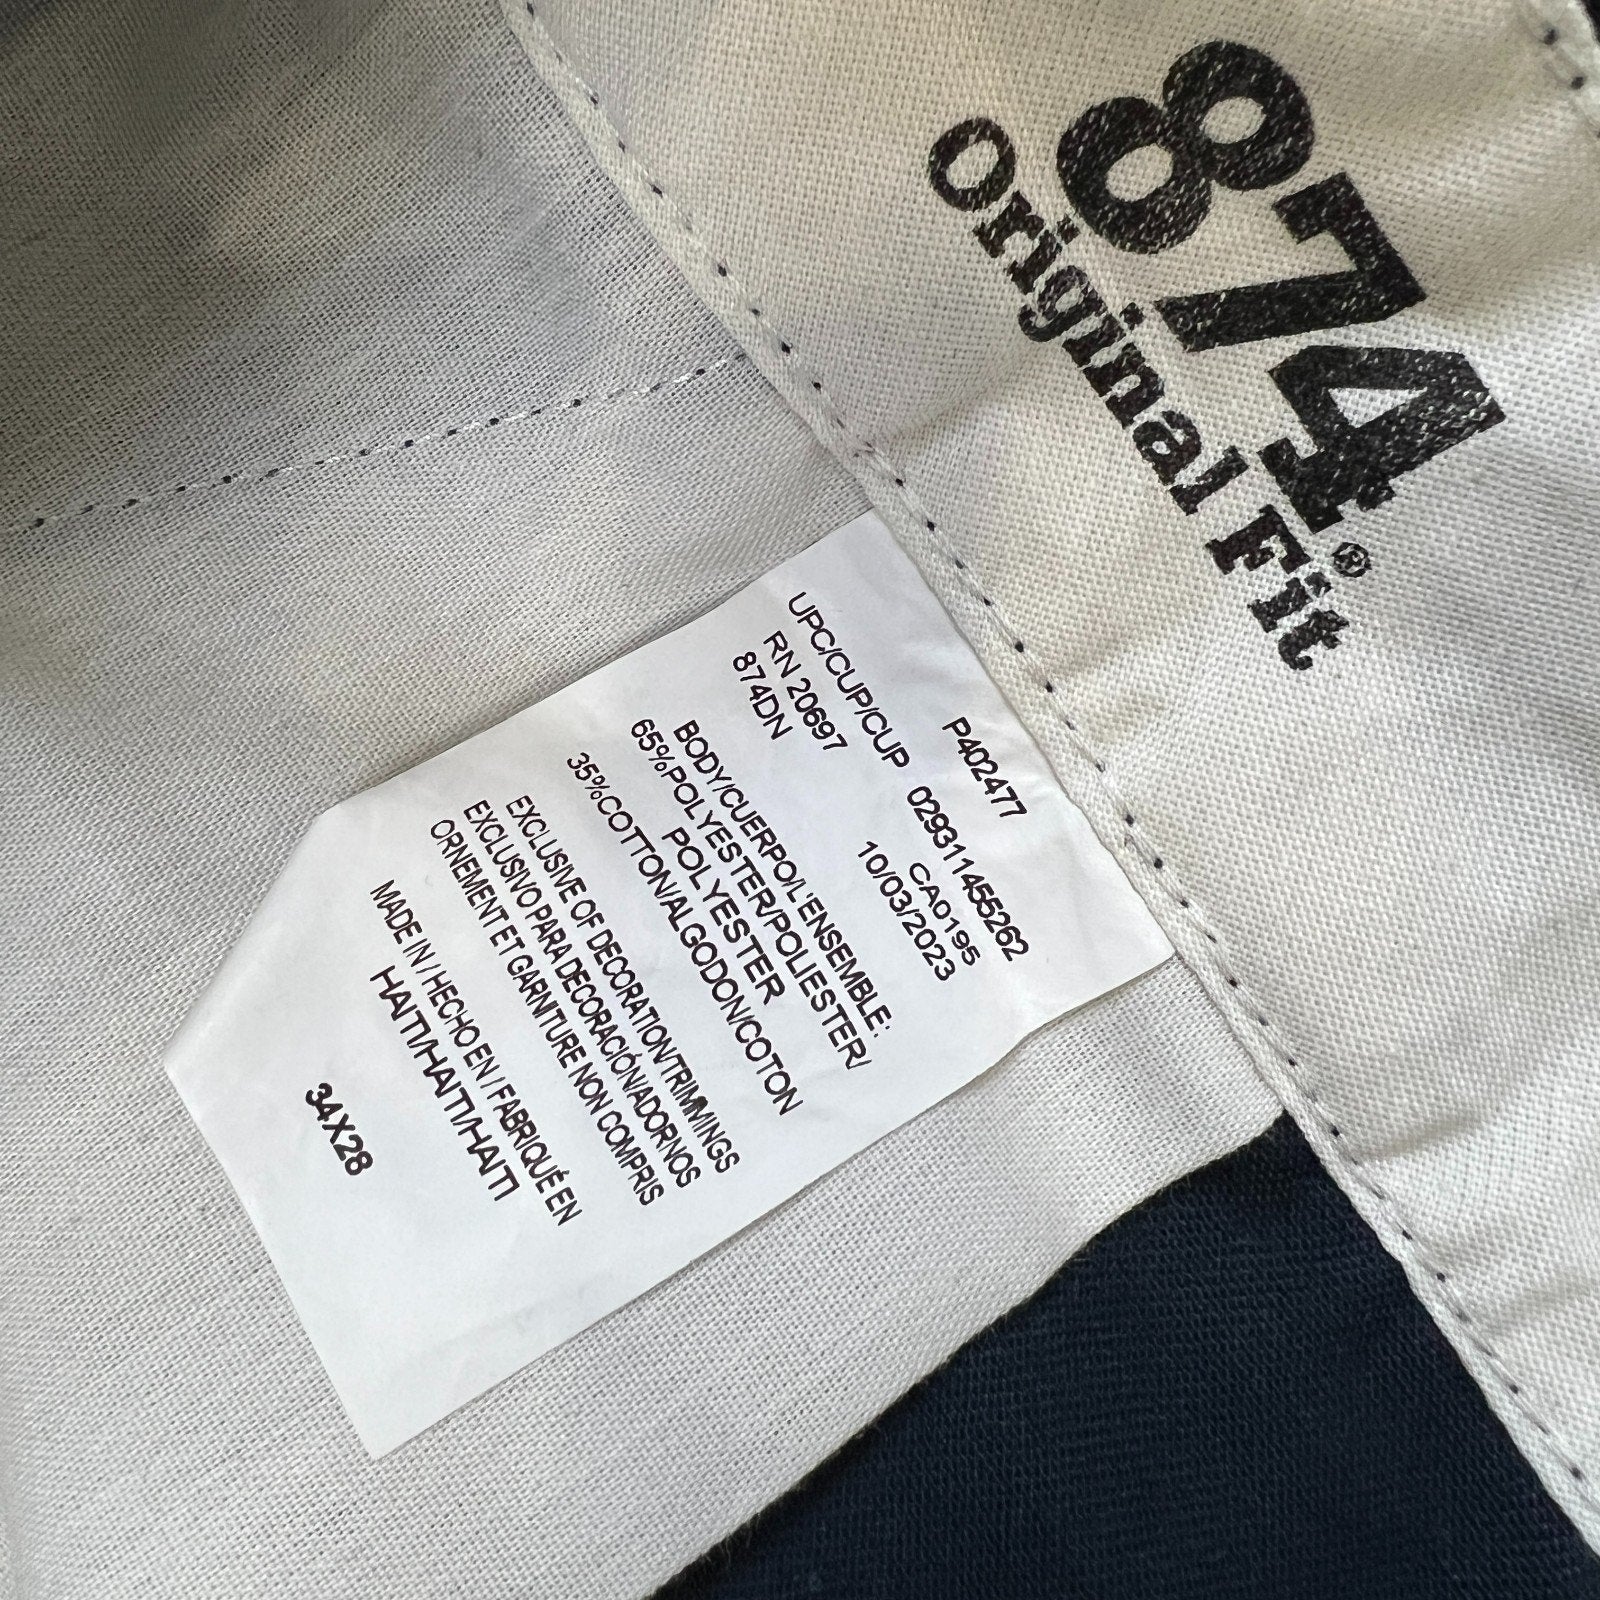 874®
Original Fit
P402477
UPC/CUP/CUP 029311455262
RN 20697 CA0195
874DN 10/03/2023
BODY/CUERPO/L'ENSEMBLE:
65%POLYESTER/POLIESTER/
POLYESTER
35%COTTON/ALGODON/COTON
EXCLUSIVE OF DECORATION/TRIMMINGS
EXCLUSIVO PARA DECORACIÓN/ADORNOS
ORNEMENT ET GARNITURE NON COMPRIS
MADE IN / HECHO EN / FABRIQUÉ EN
HAITI/HAITI/HAITI
34X28